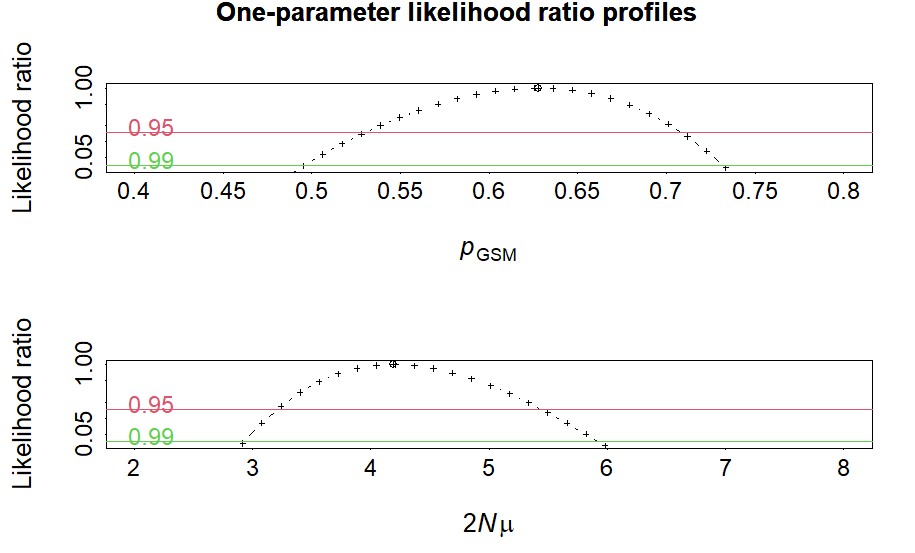 One-parameter likelihood ratio profiles
Likelihood ratio
1.00
0.05
0.95
0.99
0.4 0.45 0.5 0.55 0.6 0.65 0.7 0.75 0.8
pGSM
Likelihood ratio
1.00
0.05
0.95
0.99
2 3 4 5 6 7 8
2Nμ